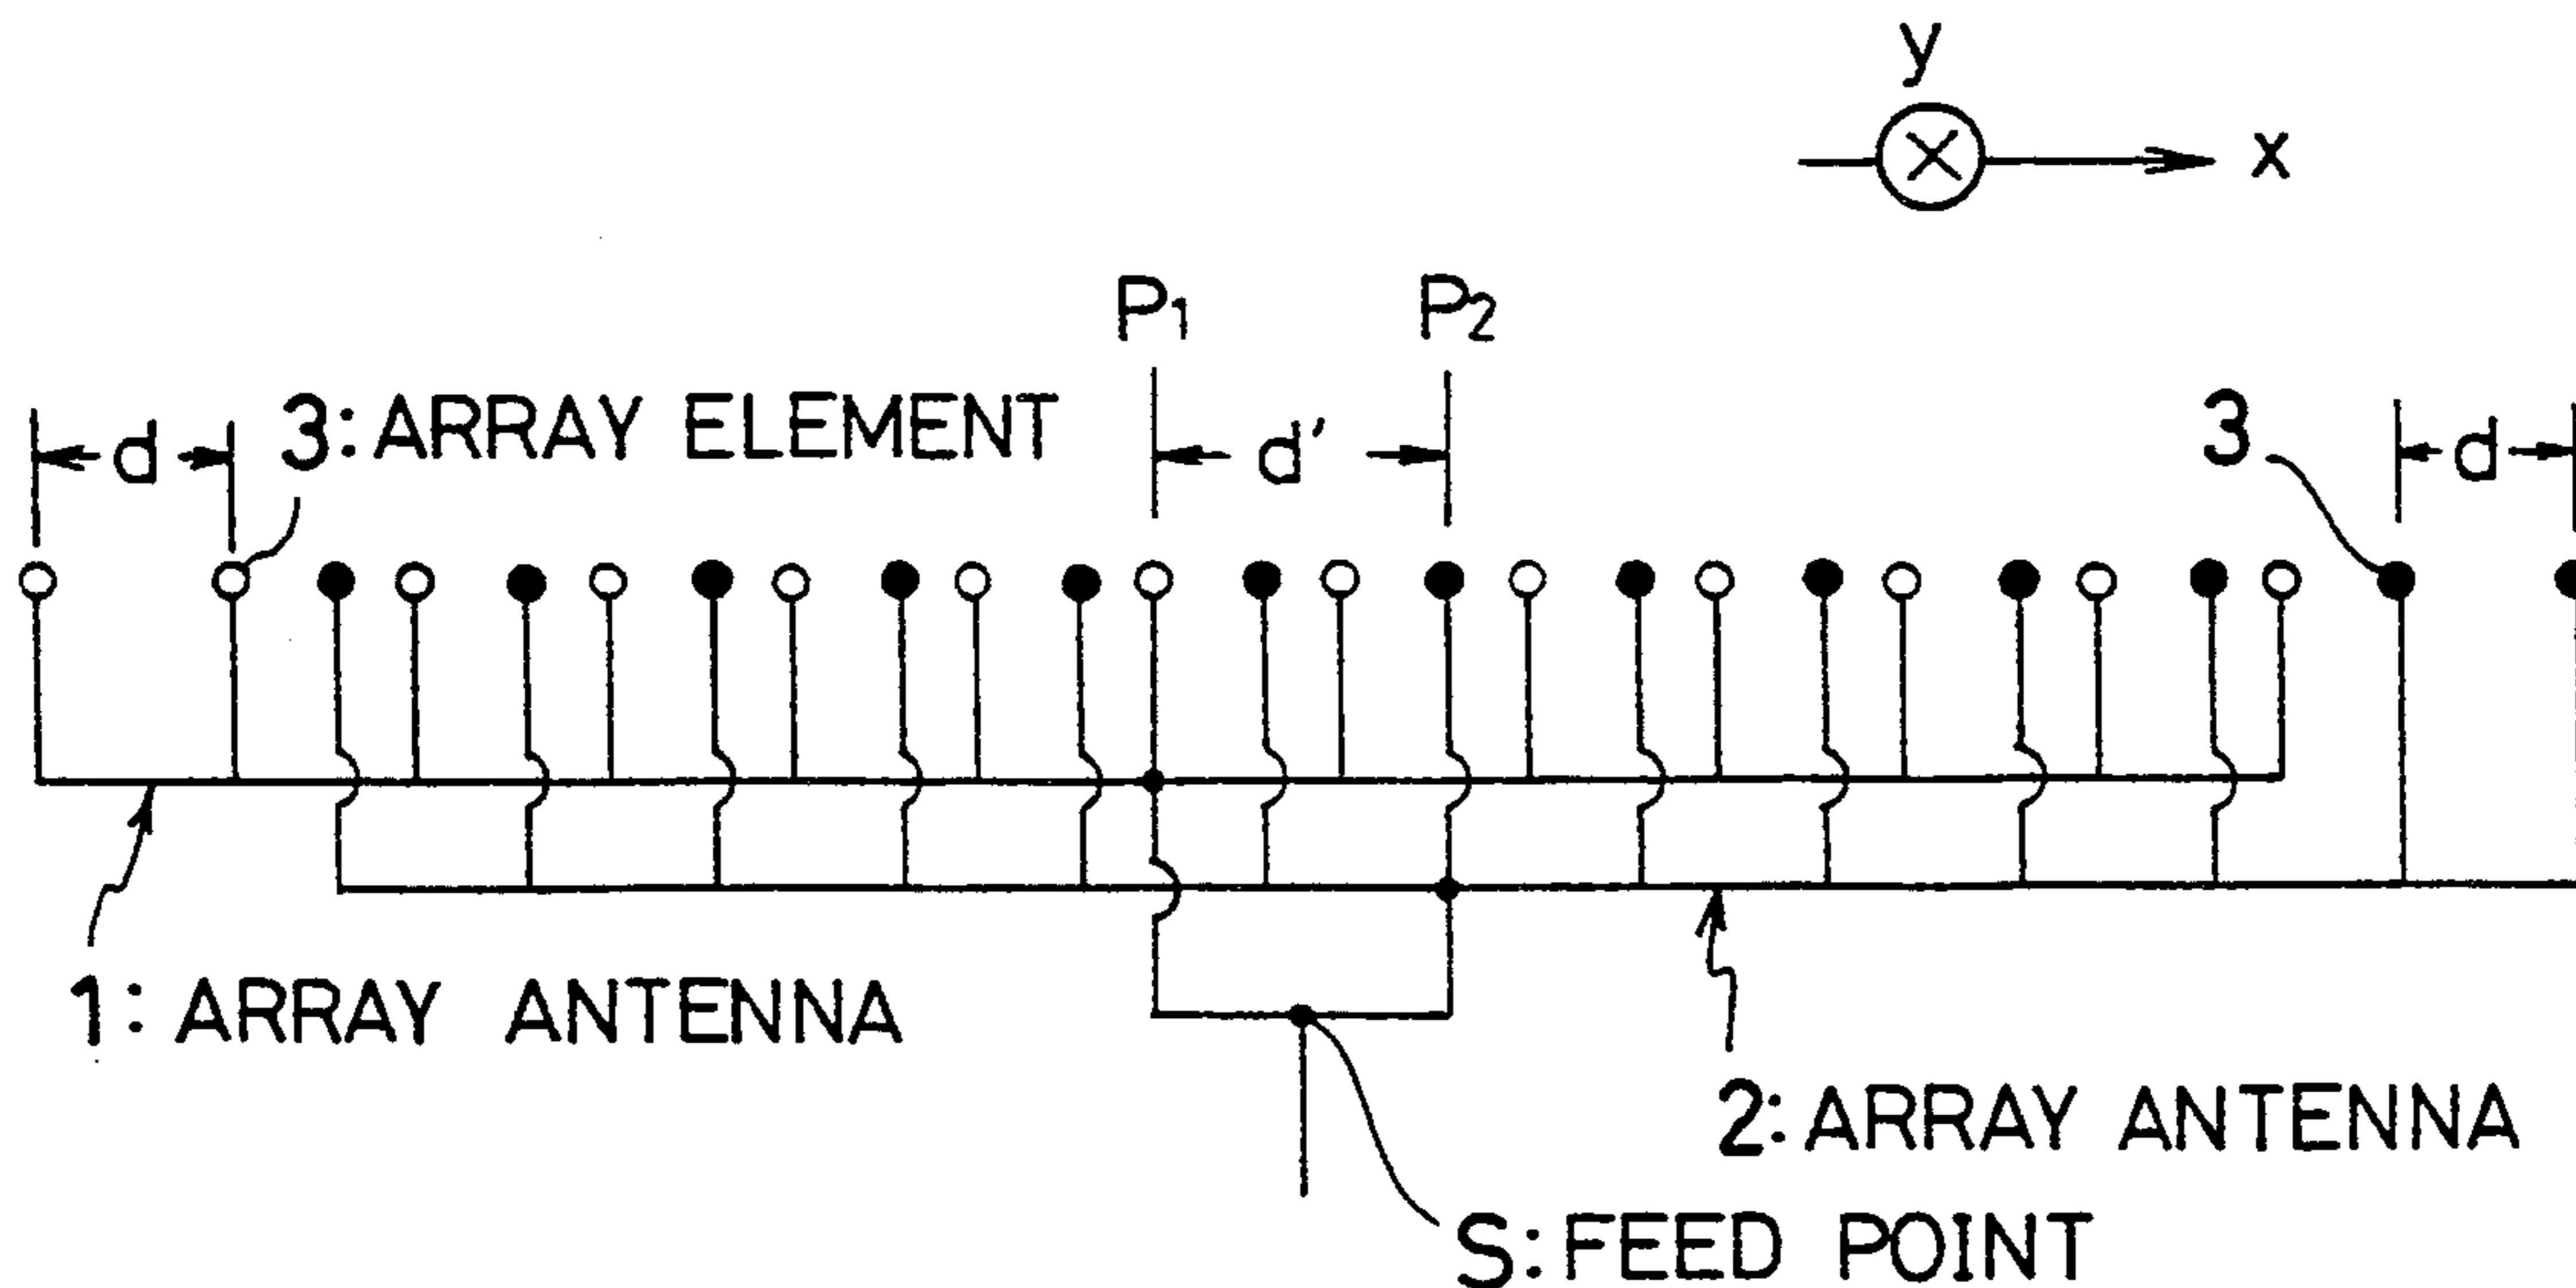 y
x
P1
P2
d
3: ARRAY ELEMENT
d'
3
d
1: ARRAY ANTENNA
2: ARRAY ANTENNA
S: FEED POINT